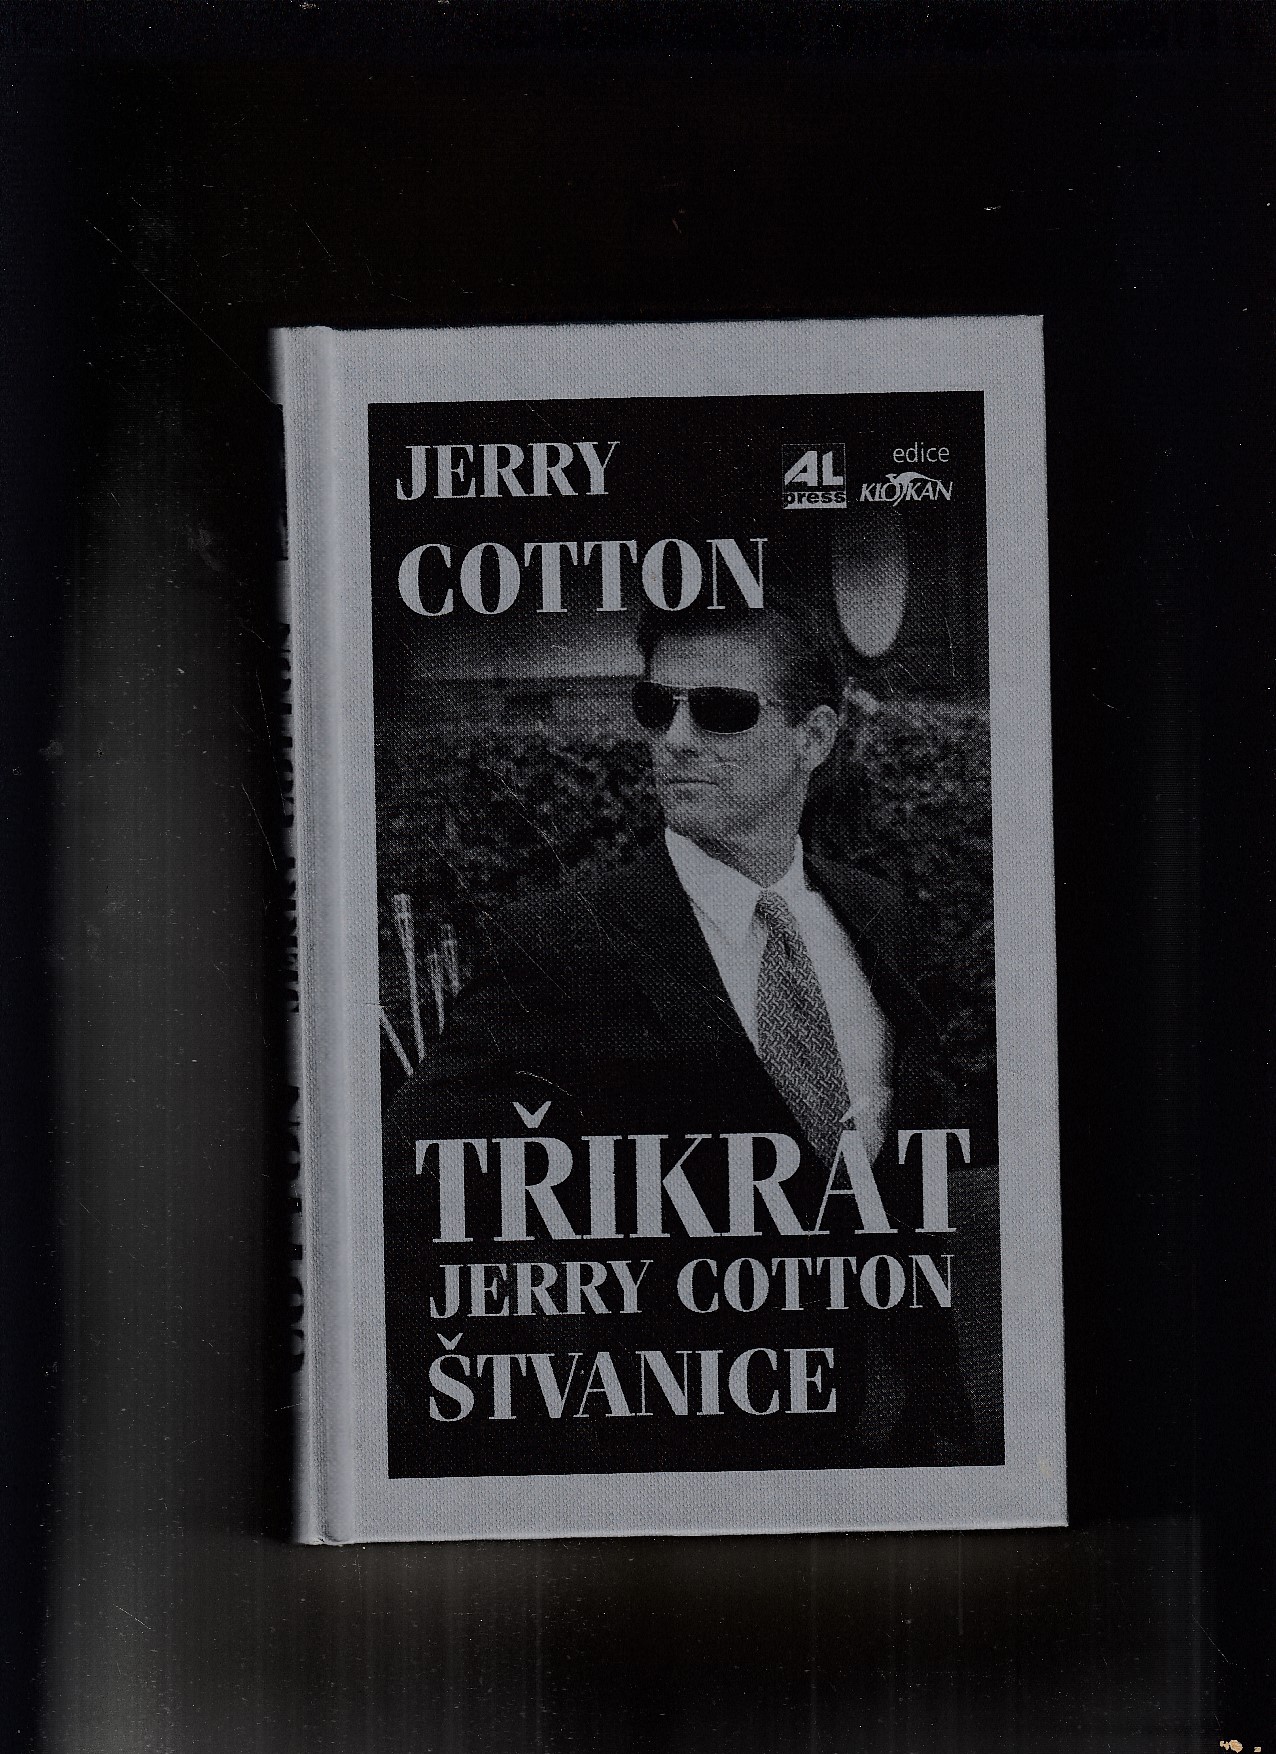 JERRY
COTTON
AL
press
edice
KLOKAN
TŘIKRÁT
JERRY COTTON
ŠTVANICE